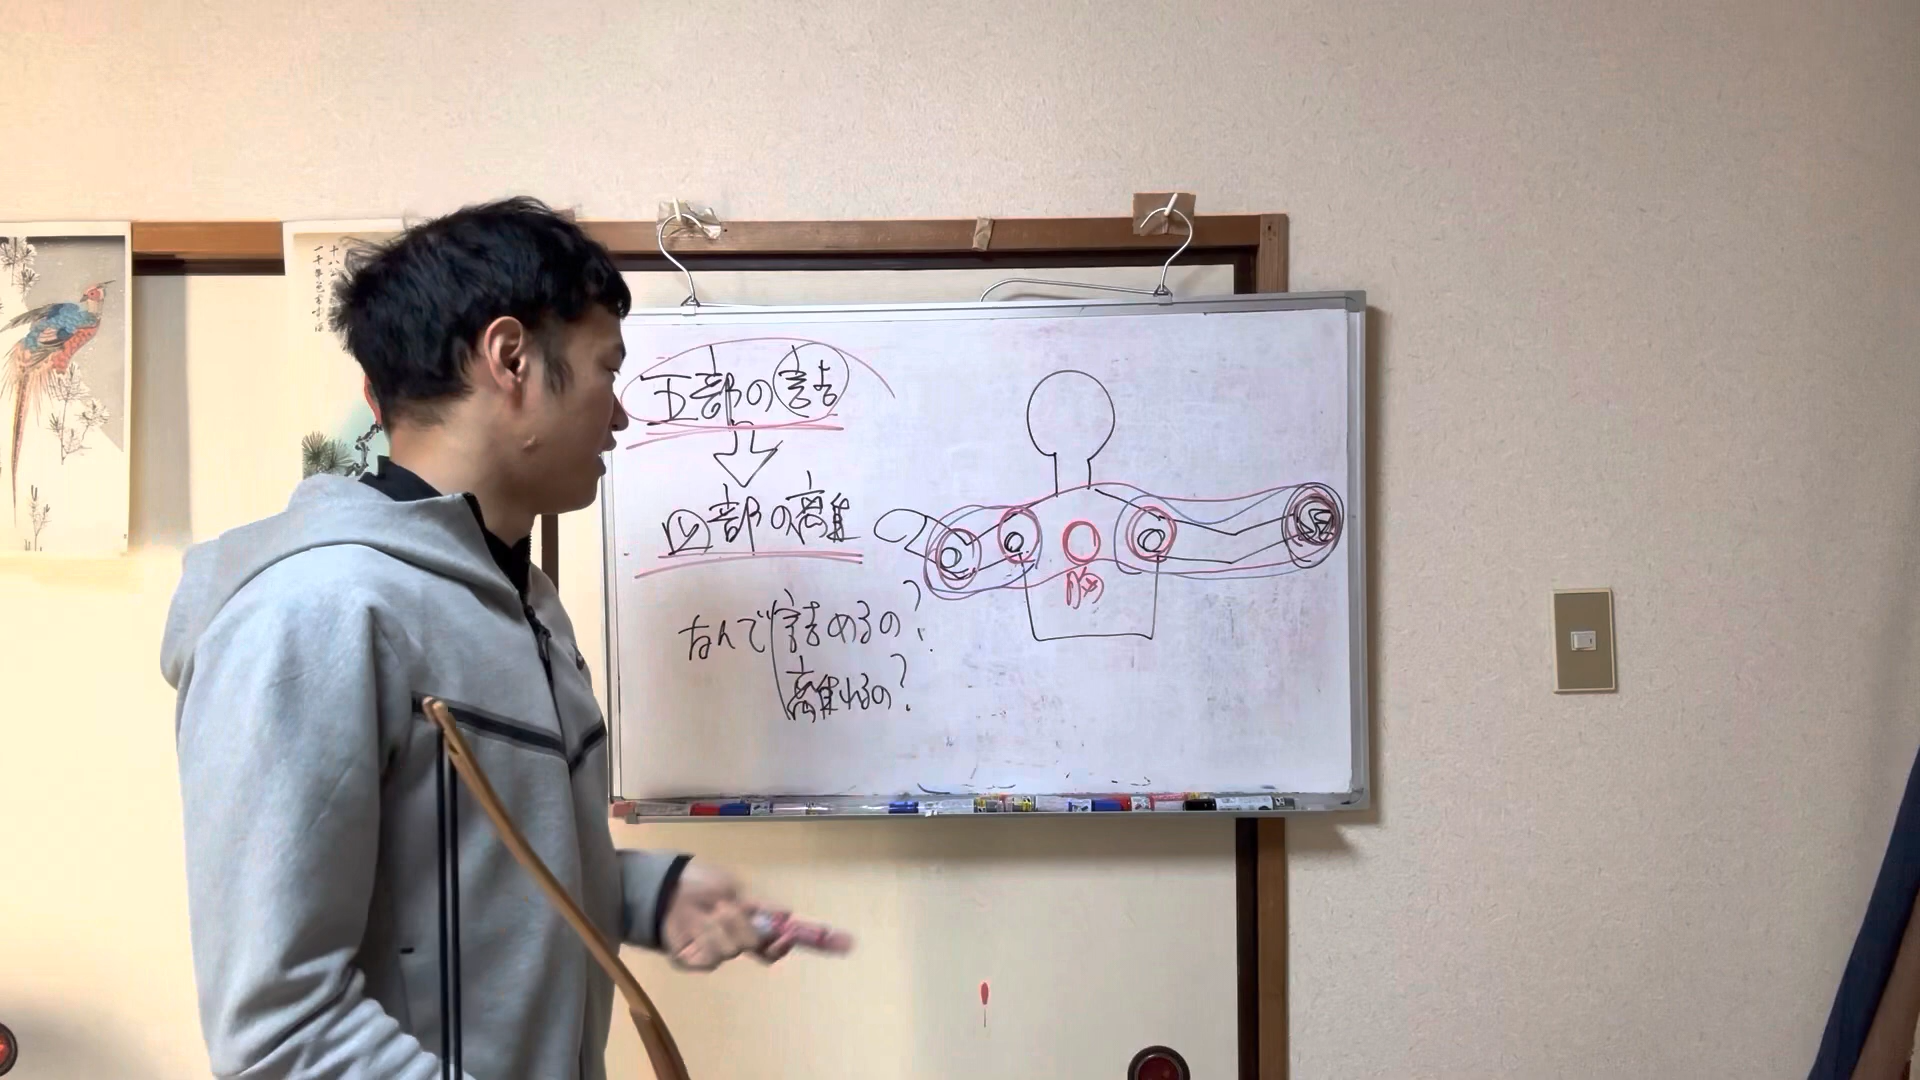 五部の詰
四部の離
なんで詰めるの?
離れるの?
胸